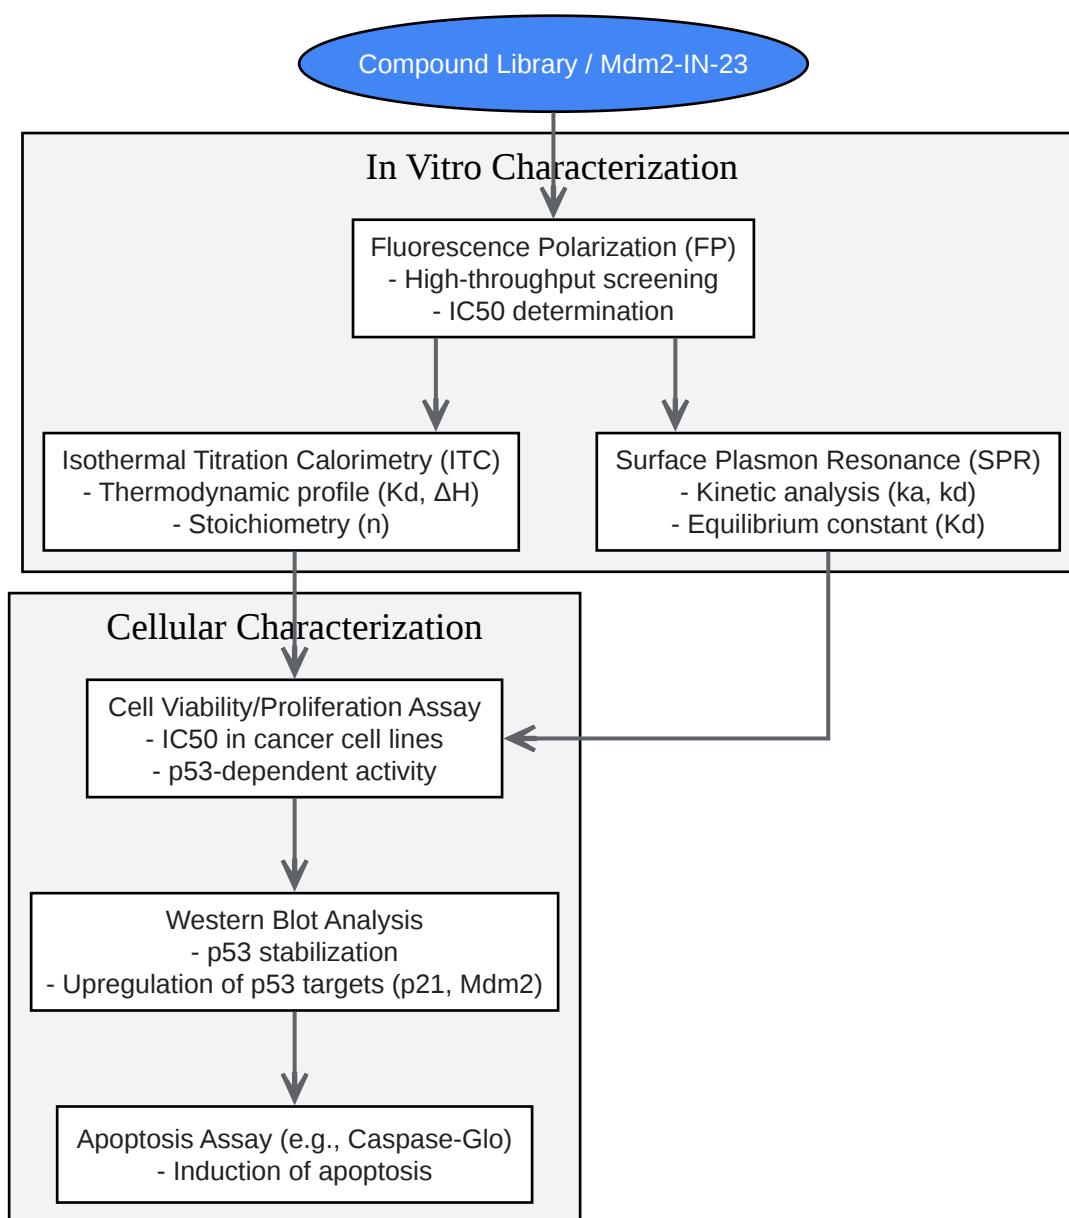 Compound Library / Mdm2-IN-23
In Vitro Characterization
Fluorescence Polarization (FP)
- High-throughput screening
- IC50 determination
Isothermal Titration Calorimetry (ITC)
- Thermodynamic profile (Kd, ΔH)
- Stoichiometry (n)
Surface Plasmon Resonance (SPR)
- Kinetic analysis (ka, kd)
- Equilibrium constant (Kd)
Cellular Characterization
Cell Viability/Proliferation Assay
- IC50 in cancer cell lines
- p53-dependent activity
Western Blot Analysis
- p53 stabilization
- Upregulation of p53 targets (p21, Mdm2)
Apoptosis Assay (e.g., Caspase-Glo)
- Induction of apoptosis